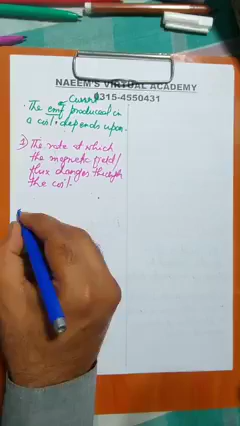 NAEEM'S VIRTUAL ACADEMY
0315-4550431
or Current
. The emf produced in
a coil depends upon.
1) The rate at which
the magnetic field/
flux changes through
the coil.